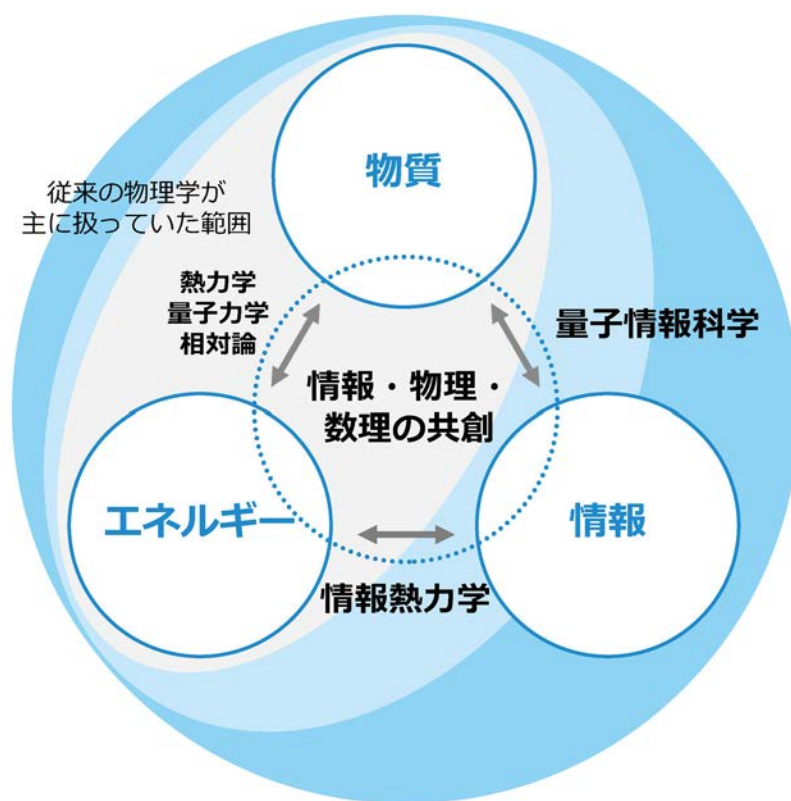 物質
従来の物理学が
主に扱っていた範囲
熱力学
量子力学
相対論
量子情報科学
情報・物理・
数理の共創
エネルギー
情報
情報熱力学